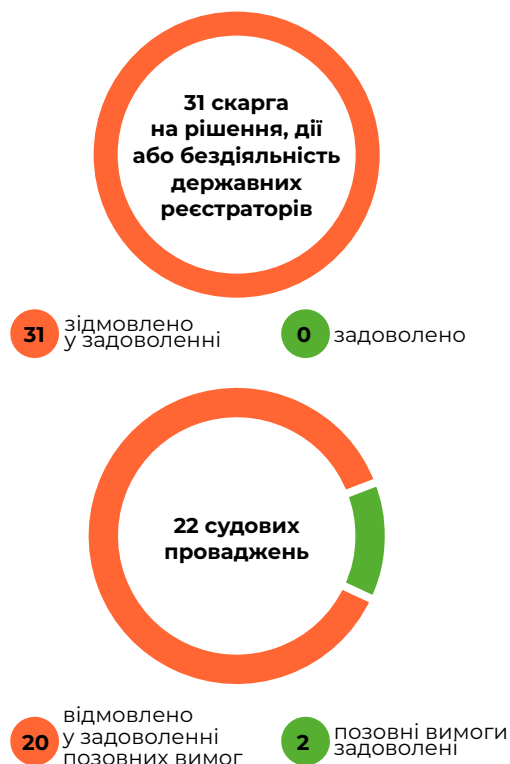 31 скарга
на рішення, дії
або бездіяльність
державних
реєстраторів
31 зідмовлено
у задоволенні
0 задоволено
22 судових
проваджень
20 відмовлено
у задоволенні
позовних вимог
2 позовні вимоги
задоволені